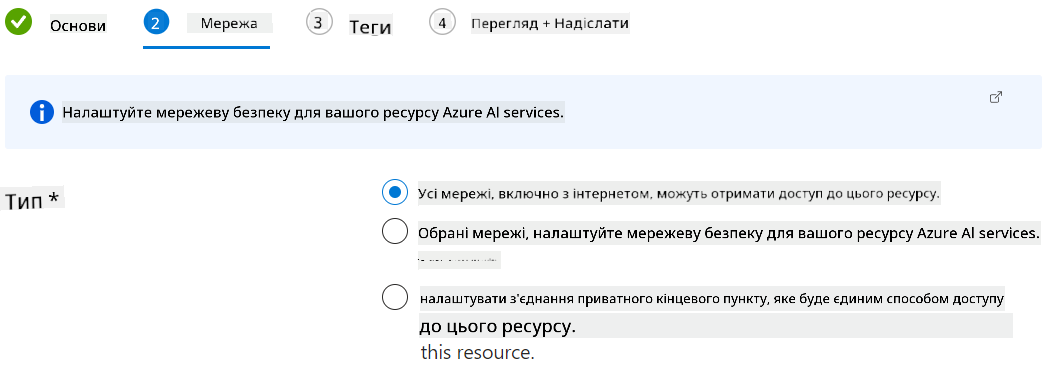 Основи
2 Мережа
3 Теги
4 Перегляд + Надіслати
Налаштуйте мережеву безпеку для вашого ресурсу Azure AI services.
Тип *
Усі мережі, включно з інтернетом, можуть отримати доступ до цього ресурсу.
Обрані мережі, налаштуйте мережеву безпеку для вашого ресурсу Azure AI services.
налаштувати з'єднання приватного кінцевого пункту, яке буде єдиним способом доступу
до цього ресурсу.
this resource.